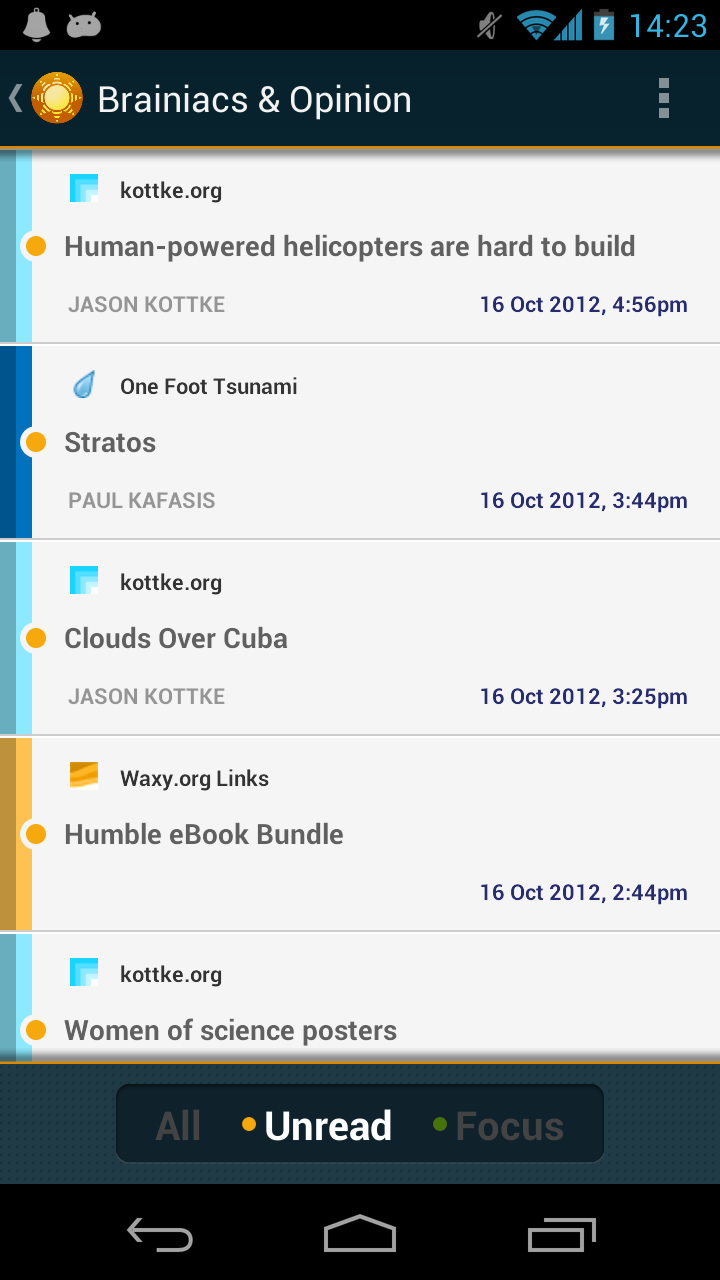 14:23
Brainiacs & Opinion
kottke.org
Human-powered helicopters are hard to build
JASON KOTTKE 16 Oct 2012, 4:56pm
One Foot Tsunami
Stratos
PAUL KAFASIS 16 Oct 2012, 3:44pm
kottke.org
Clouds Over Cuba
JASON KOTTKE 16 Oct 2012, 3:25pm
Waxy.org Links
Humble eBook Bundle
16 Oct 2012, 2:44pm
kottke.org
Women of science posters
All Unread Focus